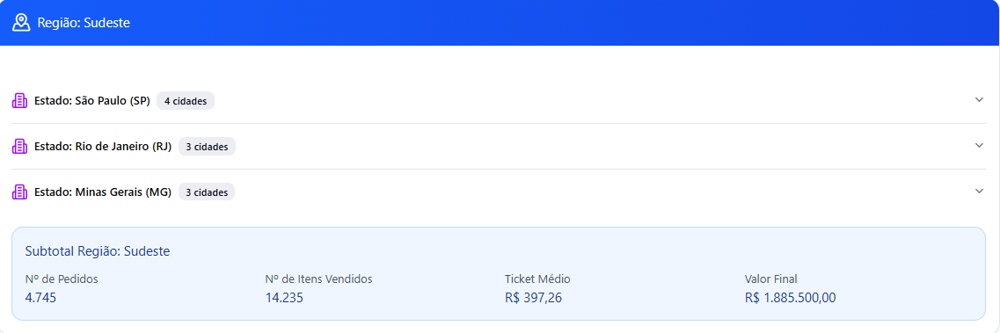 Região: Sudeste
Estado: São Paulo (SP) 4 cidades
Estado: Rio de Janeiro (RJ) 3 cidades
Estado: Minas Gerais (MG) 3 cidades
Subtotal Região: Sudeste
Nº de Pedidos Nº de Itens Vendidos Ticket Médio Valor Final
4.745 14.235 R$ 397,26 R$ 1.885.500,00